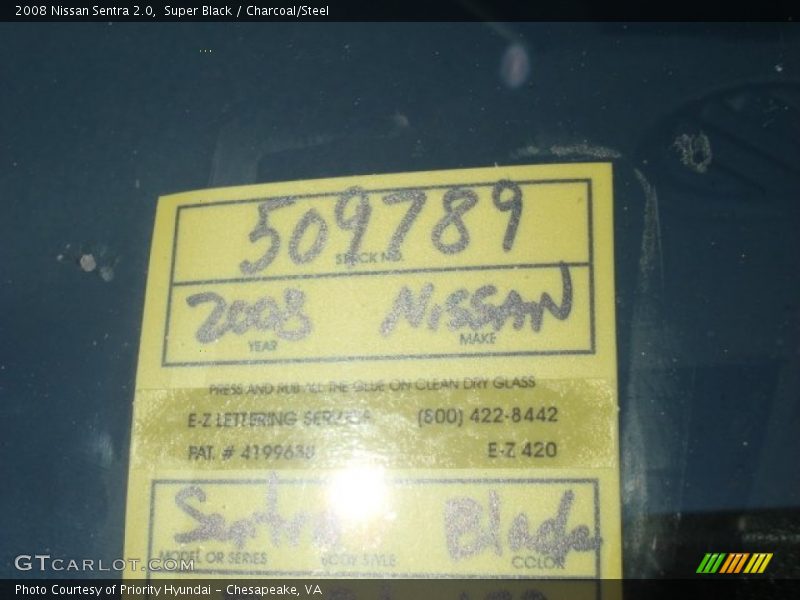 2008 Nissan Sentra 2.0,  Super Black / Charcoal/Steel
509789
STOCK NO.
2008 NISSAN
YEAR MAKE
PRESS AND RUB ALL THE GLUE ON CLEAN DRY GLASS
E-Z LETTERING SERVICE (800) 422-8442
PAT. # 4199638 E-Z 420
Sentra Black
MODEL OR SERIES BODY STYLE COLOR
GTCARLOT.COM
Photo Courtesy of Priority Hyundai - Chesapeake, VA